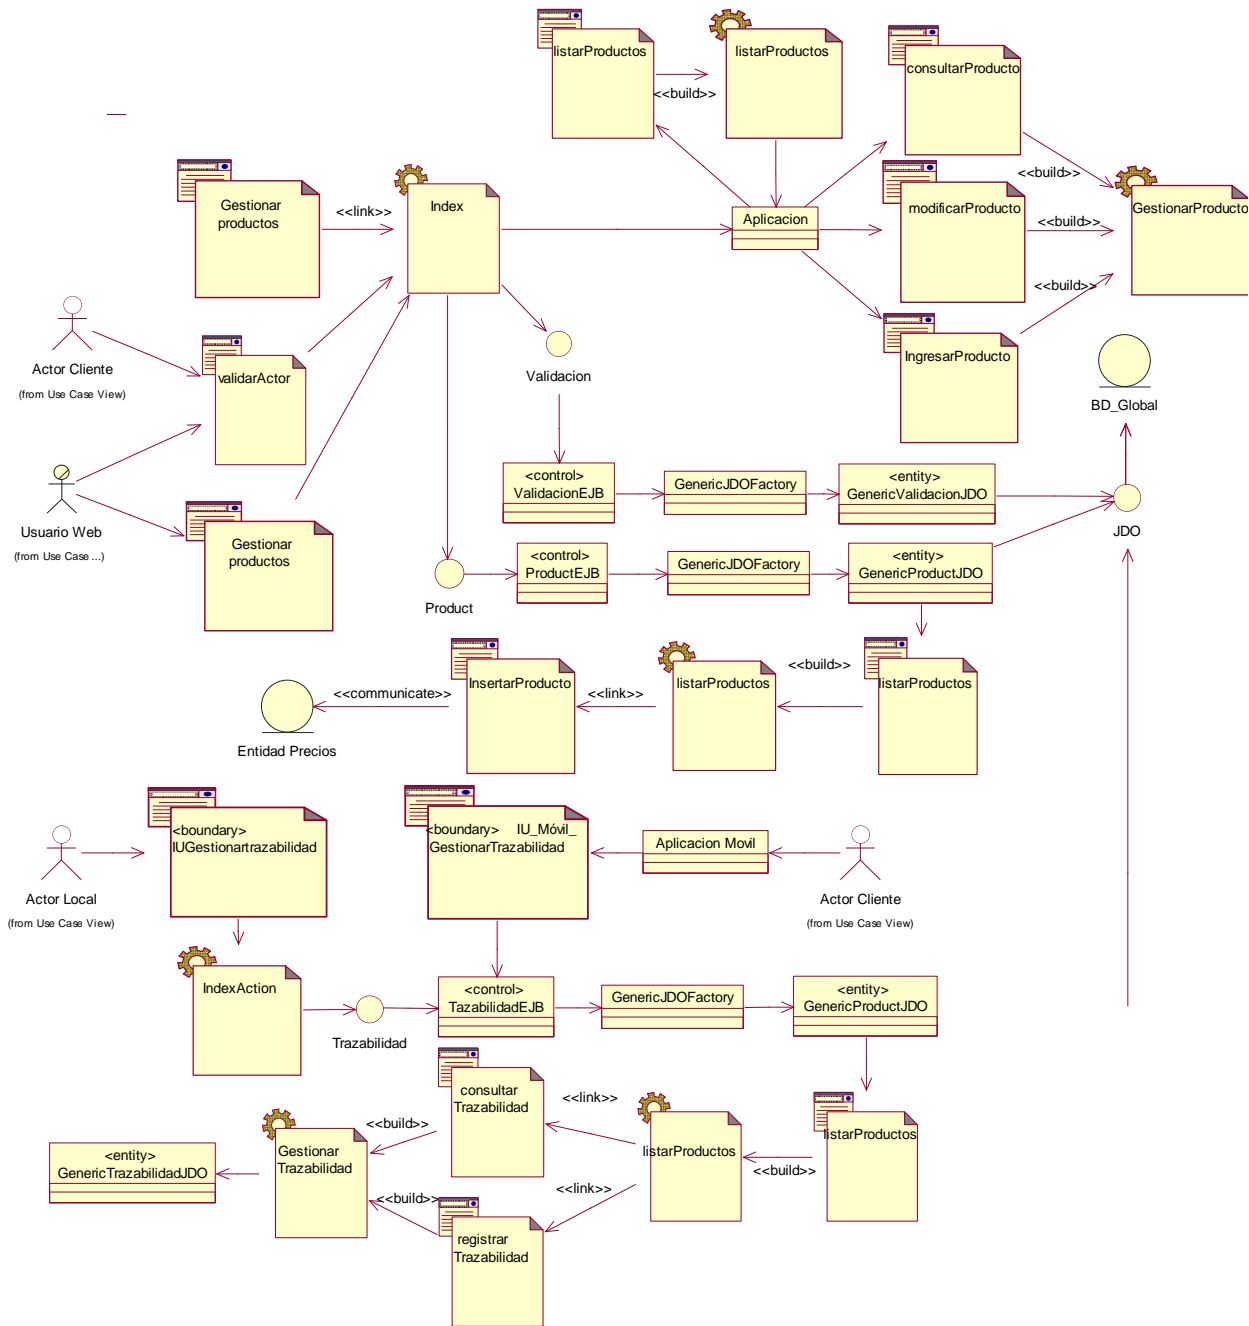 listarProductos
listarProductos
<<build>>
consultarProducto
<<build>>
Gestionar
productos
<<link>>
Index
Aplicacion
modificarProducto
<<build>>
GestionarProducto
<<build>>
IngresarProducto
Actor Cliente
(from Use Case View)
validarActor
Validacion
BD_Global
Usuario Web
(from Use Case ...)
Gestionar
productos
<control>
ValidacionEJB
GenericJDOFactory
<entity>
GenericValidacionJDO
JDO
Product
<control>
ProductEJB
GenericJDOFactory
<entity>
GenericProductJDO
Entidad Precios
<<communicate>>
InsertarProducto
<<link>>
listarProductos
<<build>>
listarProductos
Actor Local
(from Use Case View)
<boundary>
IUGestionartrazabilidad
<boundary> IU_Móvil_
GestionarTrazabilidad
Aplicacion Movil
Actor Cliente
(from Use Case View)
IndexAction
Trazabilidad
<control>
TazabilidadEJB
GenericJDOFactory
<entity>
GenericProductJDO
consultar
Trazabilidad
<<link>>
<<build>>
Gestionar
Trazabilidad
listarProductos
<<build>>
listarProductos
<entity>
GenericTrazabilidadJDO
<<build>>
<<link>>
registrar
Trazabilidad